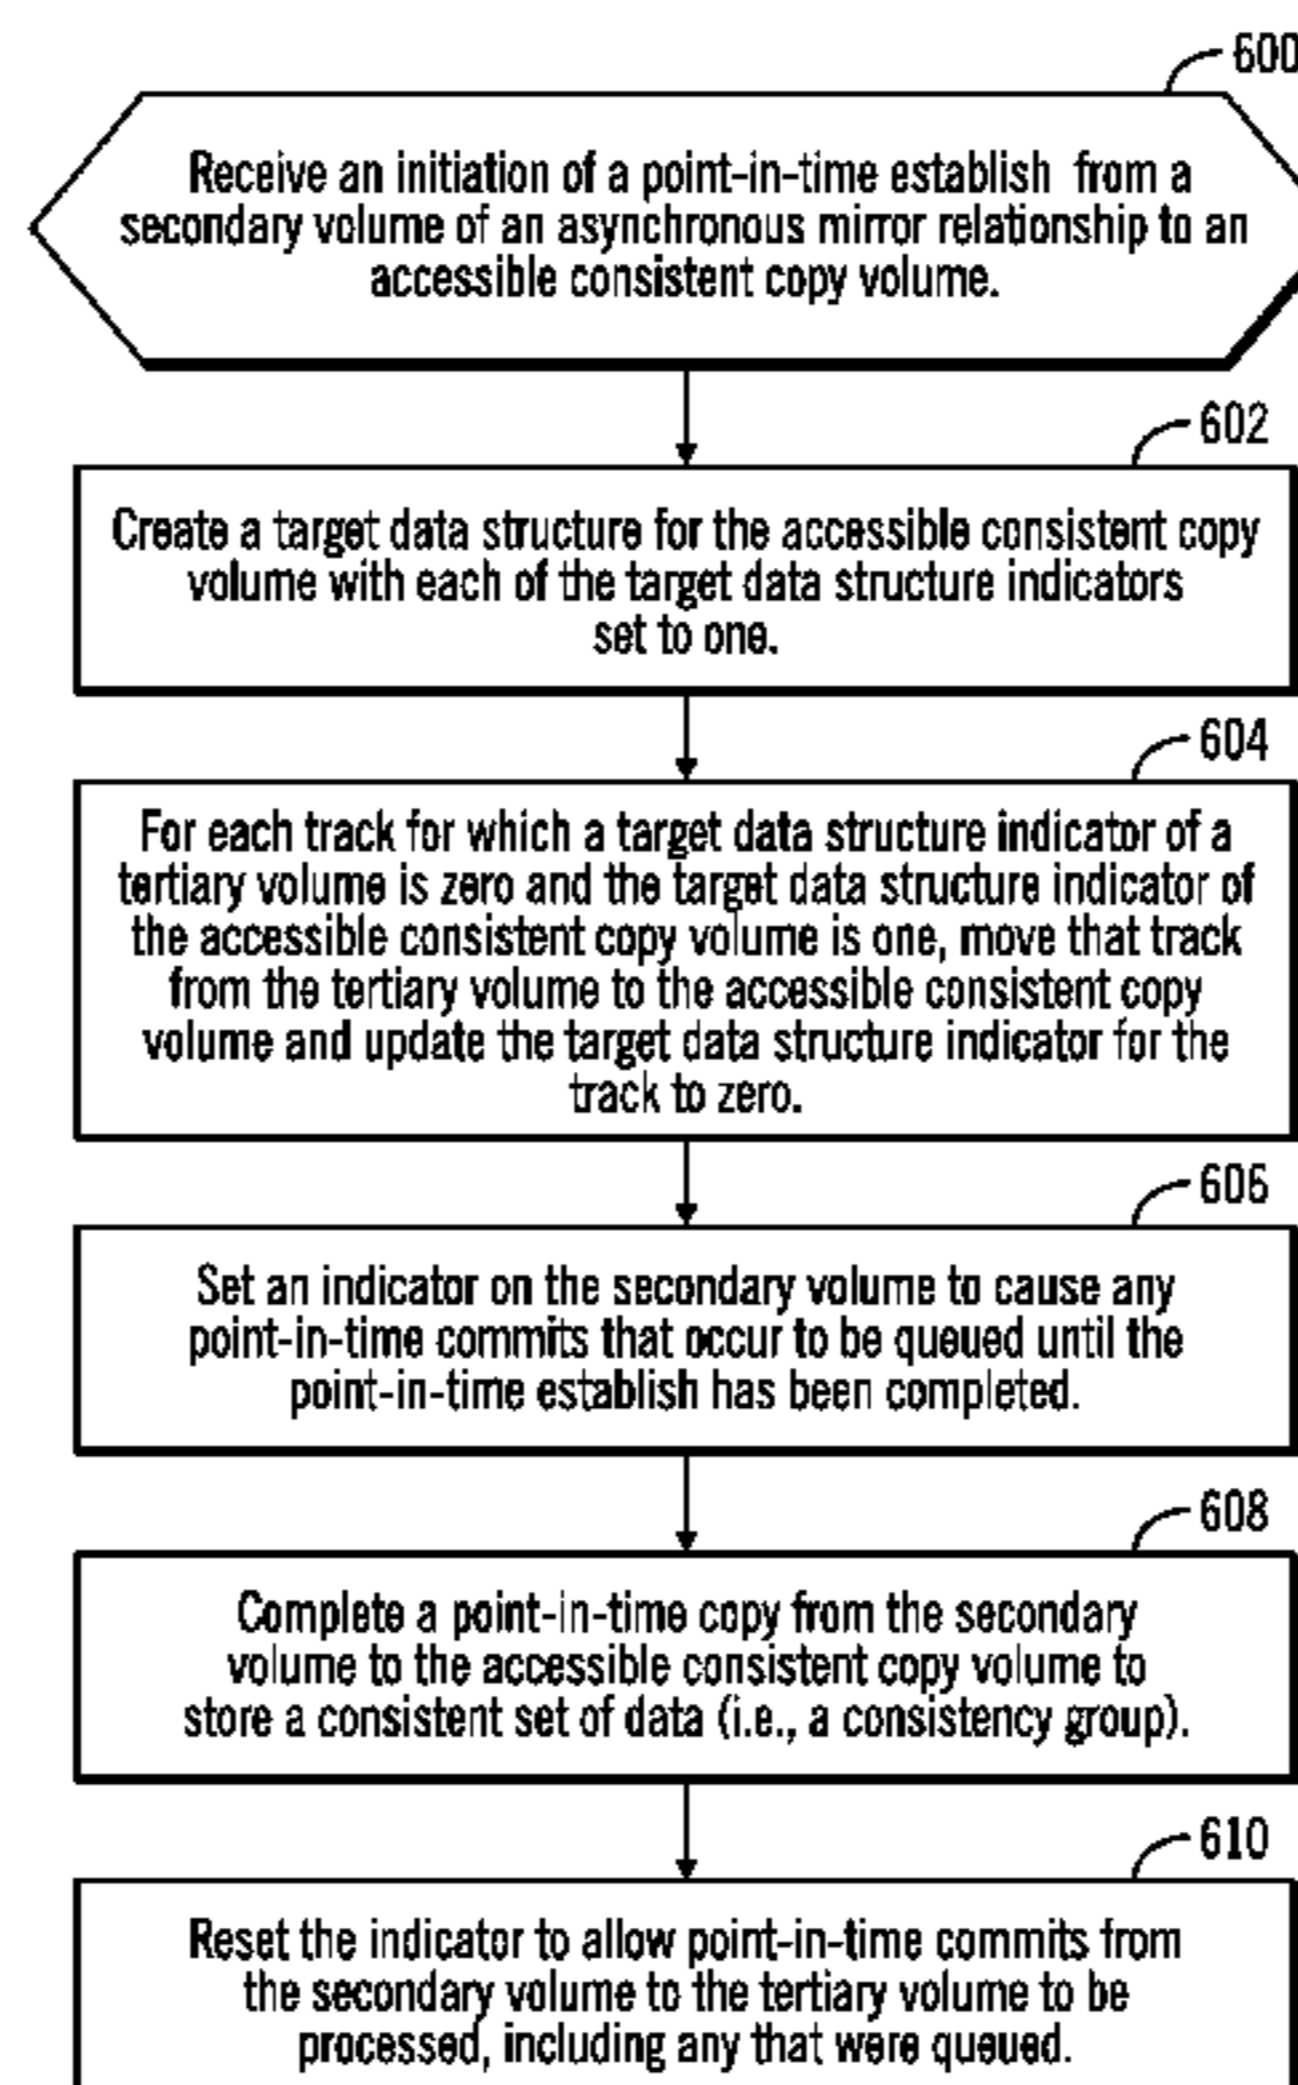 600
Receive an initiation of a point-in-time establish from a
secondary volume of an asynchronous mirror relationship to an
accessible consistent copy volume.
602
Create a target data structure for the accessible consistent copy
volume with each of the target data structure indicators
set to one.
604
For each track for which a target data structure indicator of a
tertiary volume is zero and the target data structure indicator of
the accessible consistent copy volume is one, move that track
from the tertiary volume to the accessible consistent copy
volume and update the target data structure indicator for the
track to zero.
606
Set an indicator on the secondary volume to cause any
point-in-time commits that occur to be queued until the
point-in-time establish has been completed.
608
Complete a point-in-time copy from the secondary
volume to the accessible consistent copy volume to
store a consistent set of data (i.e., a consistency group).
610
Reset the indicator to allow point-in-time commits from
the secondary volume to the tertiary volume to be
processed, including any that were queued.